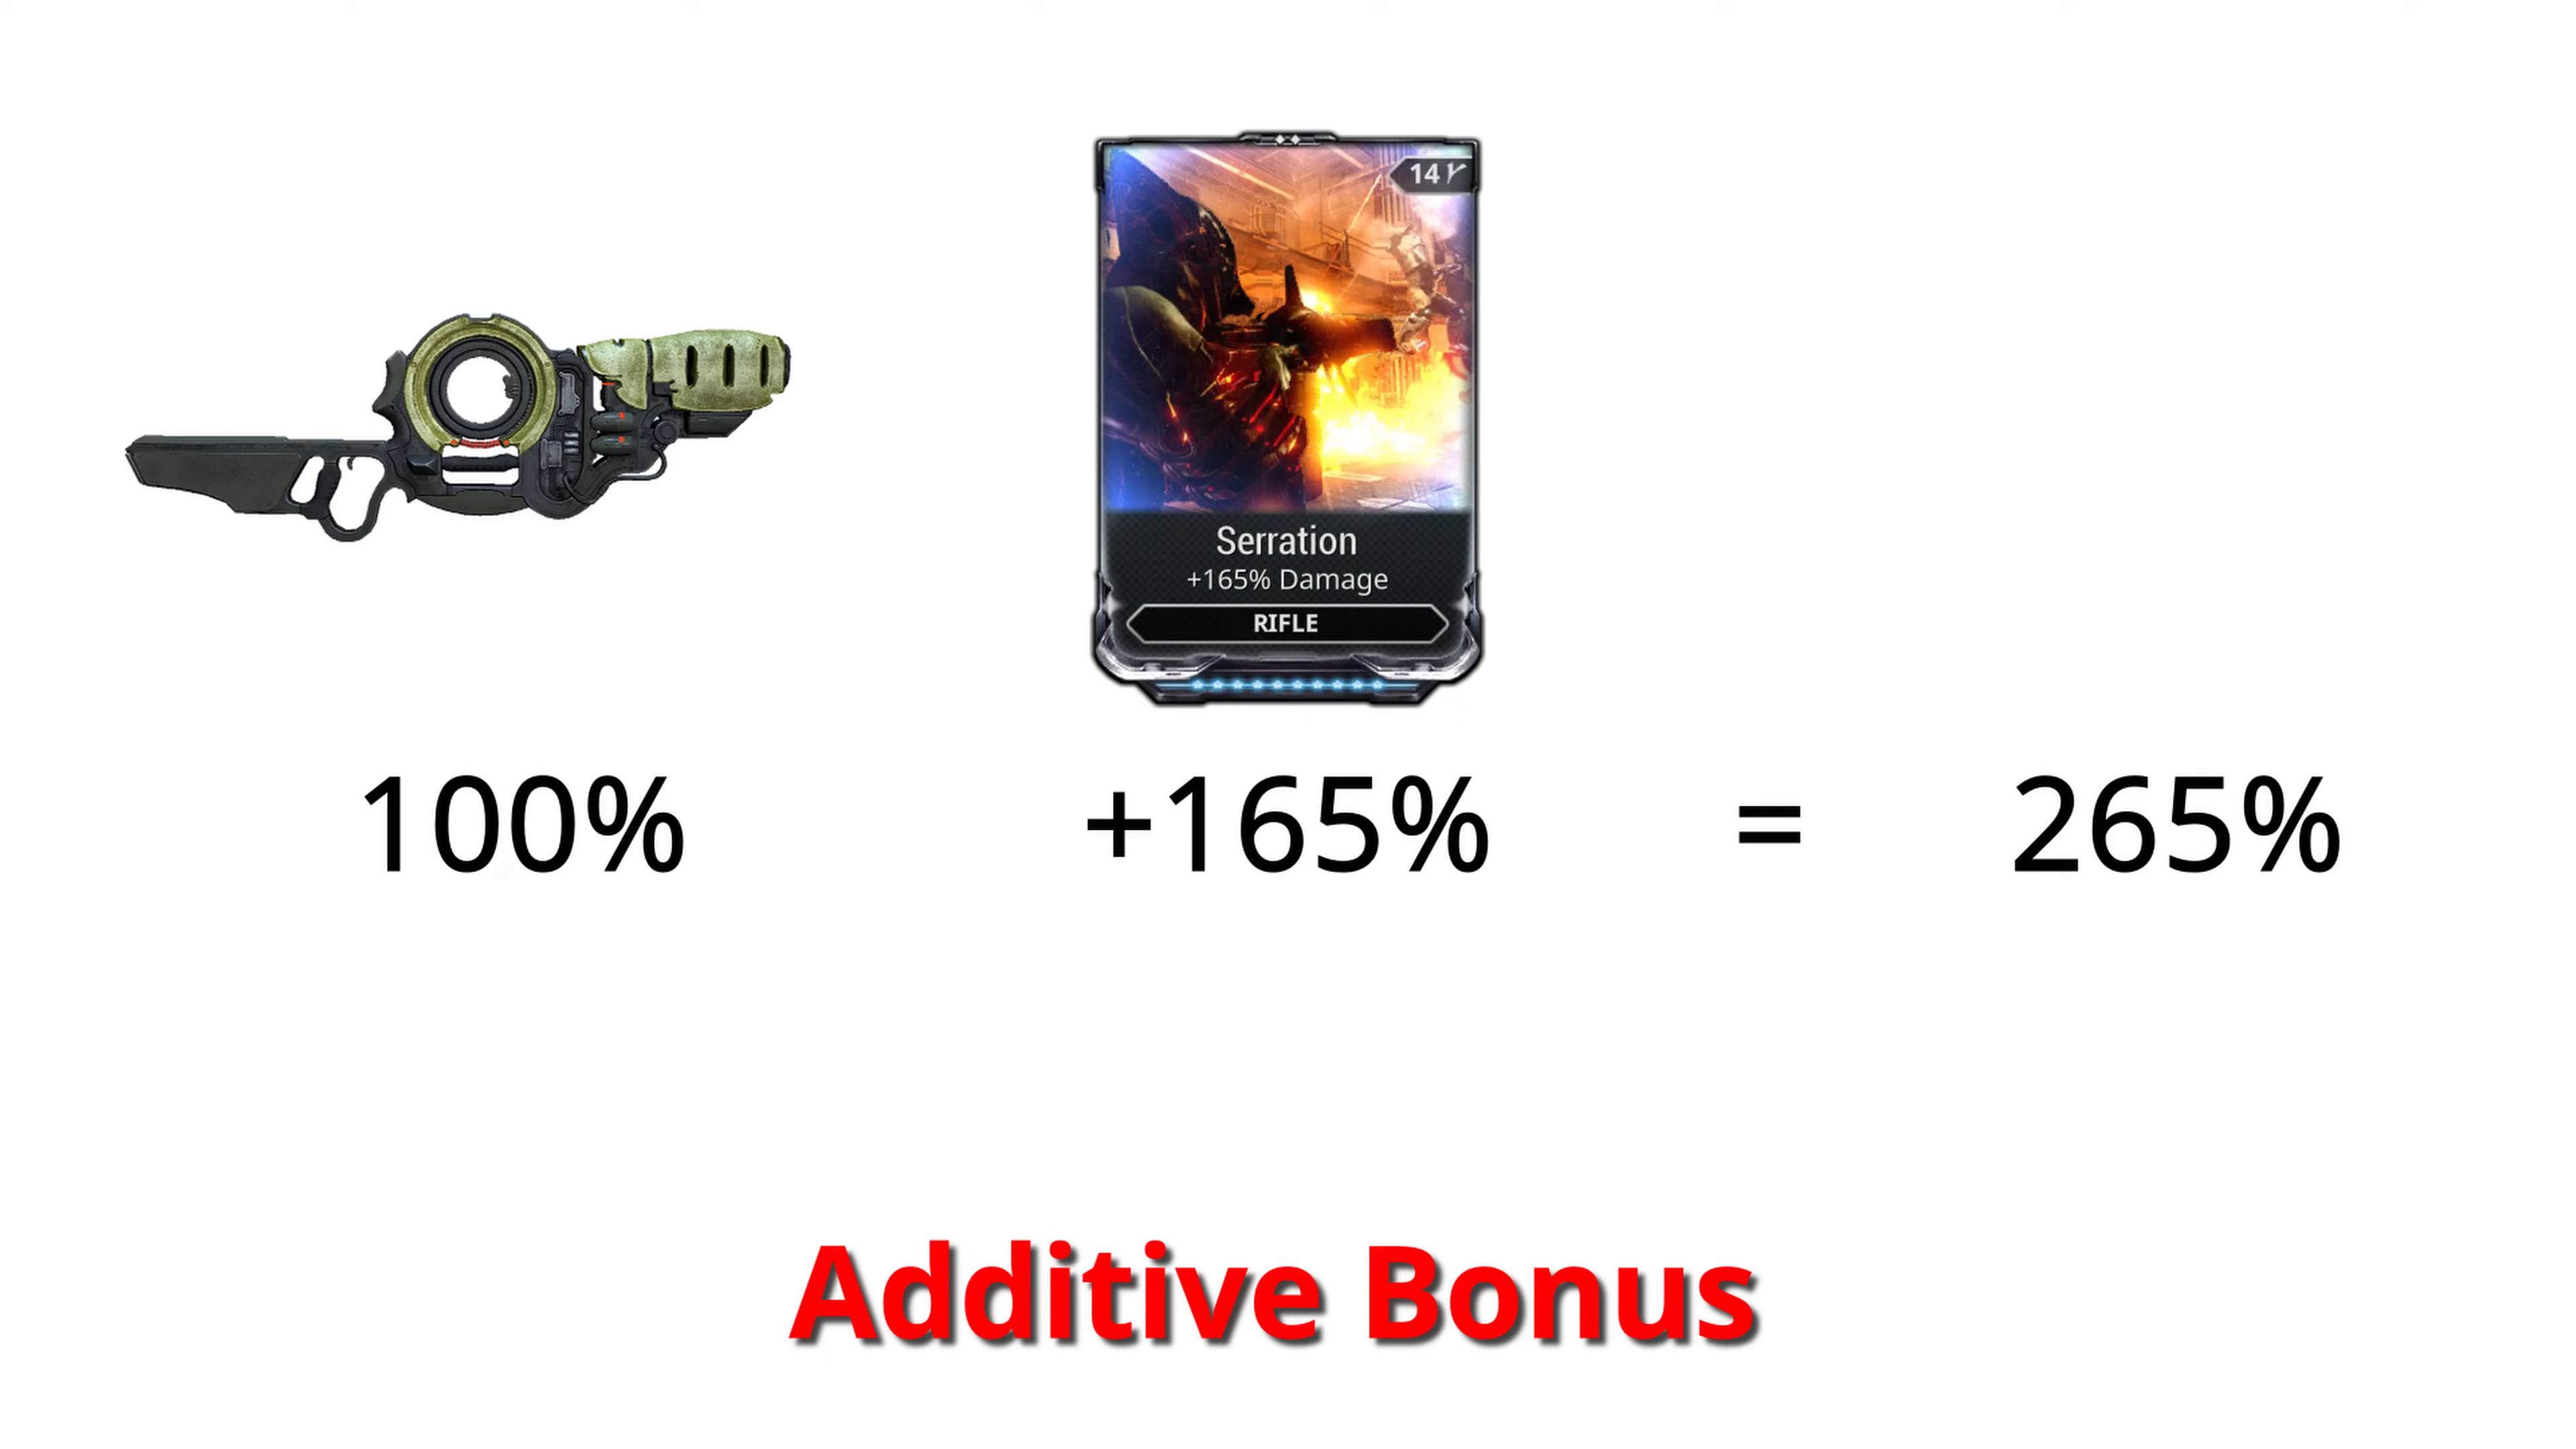 14
Serration
+165% Damage
RIFLE
100% +165% = 265%
Additive Bonus